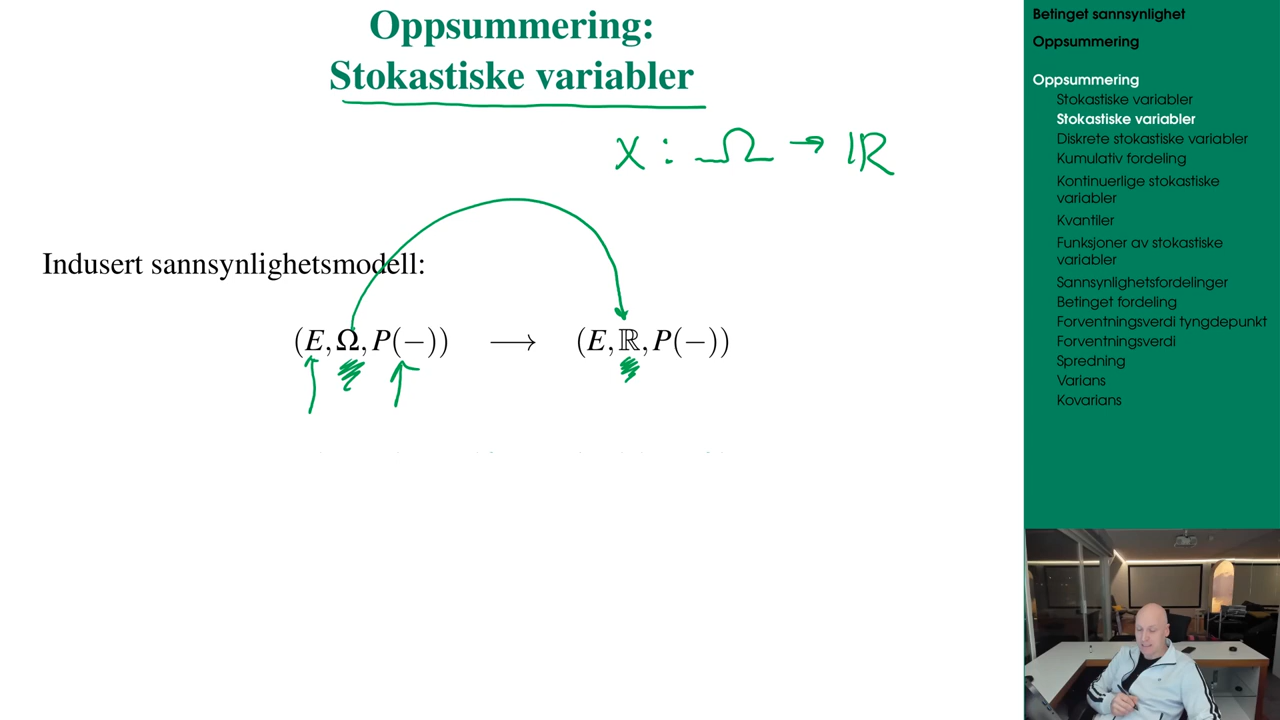 Oppsummering:
Stokastiske variabler
X : Ω → ℝ
Indusert sannsynlighetsmodell:
(E, Ω, P(−)) ⟶ (E, ℝ, P(−))
Betinget sannsynlighet
Oppsummering
Oppsummering
Stokastiske variabler
Stokastiske variabler
Diskrete stokastiske variabler
Kumulativ fordeling
Kontinuerlige stokastiske
variabler
Kvantiler
Funksjoner av stokastiske
variabler
Sannsynlighetsfordelinger
Betinget fordeling
Forventningsverdi tyngdepunkt
Forventningsverdi
Spredning
Varians
Kovarians